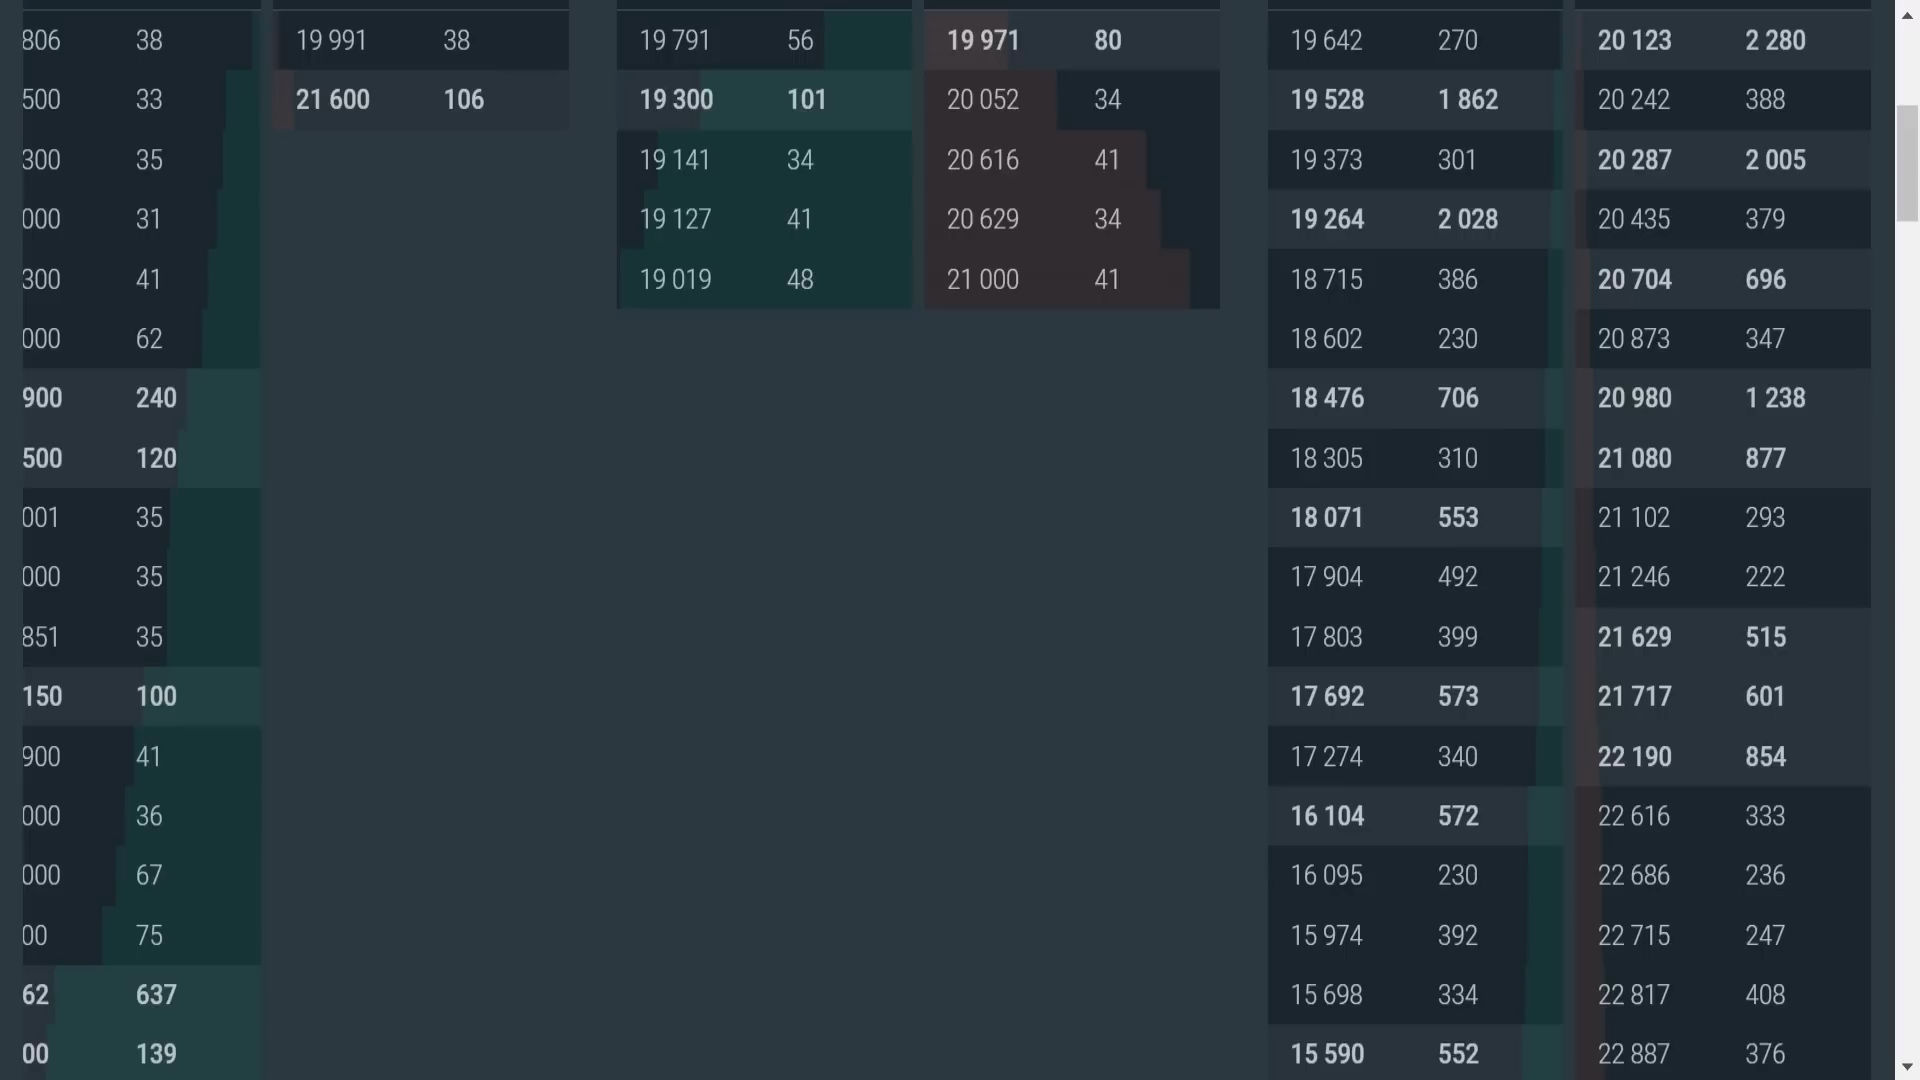 806 38 19 991 38 19 791 56 19 971 80 19 642 270 20 123 2 280
500 33 21 600 106 19 300 101 20 052 34 19 528 1 862 20 242 388
300 35 19 141 34 20 616 41 19 373 301 20 287 2 005
000 31 19 127 41 20 629 34 19 264 2 028 20 435 379
300 41 19 019 48 21 000 41 18 715 386 20 704 696
000 62 18 602 230 20 873 347
900 240 18 476 706 20 980 1 238
500 120 18 305 310 21 080 877
001 35 18 071 553 21 102 293
000 35 17 904 492 21 246 222
851 35 17 803 399 21 629 515
150 100 17 692 573 21 717 601
900 41 17 274 340 22 190 854
000 36 16 104 572 22 616 333
000 67 16 095 230 22 686 236
00 75 15 974 392 22 715 247
62 637 15 698 334 22 817 408
00 139 15 590 552 22 887 376